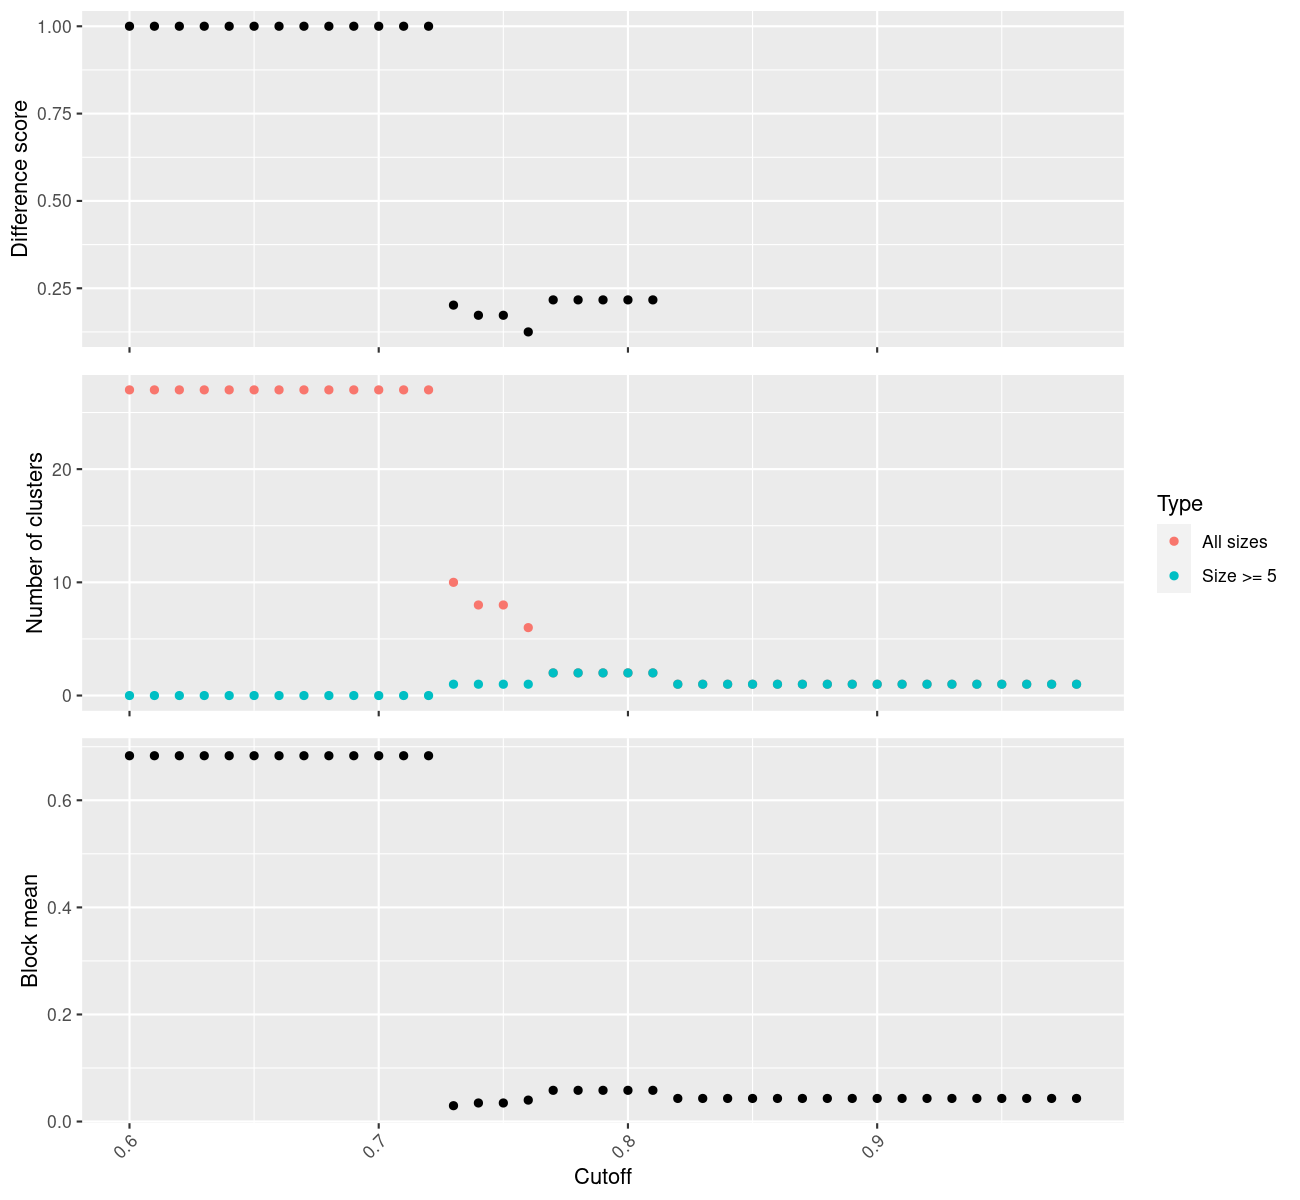 Difference score
1.00
0.75
0.50
0.25
Number of clusters
20
10
0
Type
All sizes
Size >= 5
Block mean
0.6
0.4
0.2
0.0
0.6 0.7 0.8 0.9
Cutoff